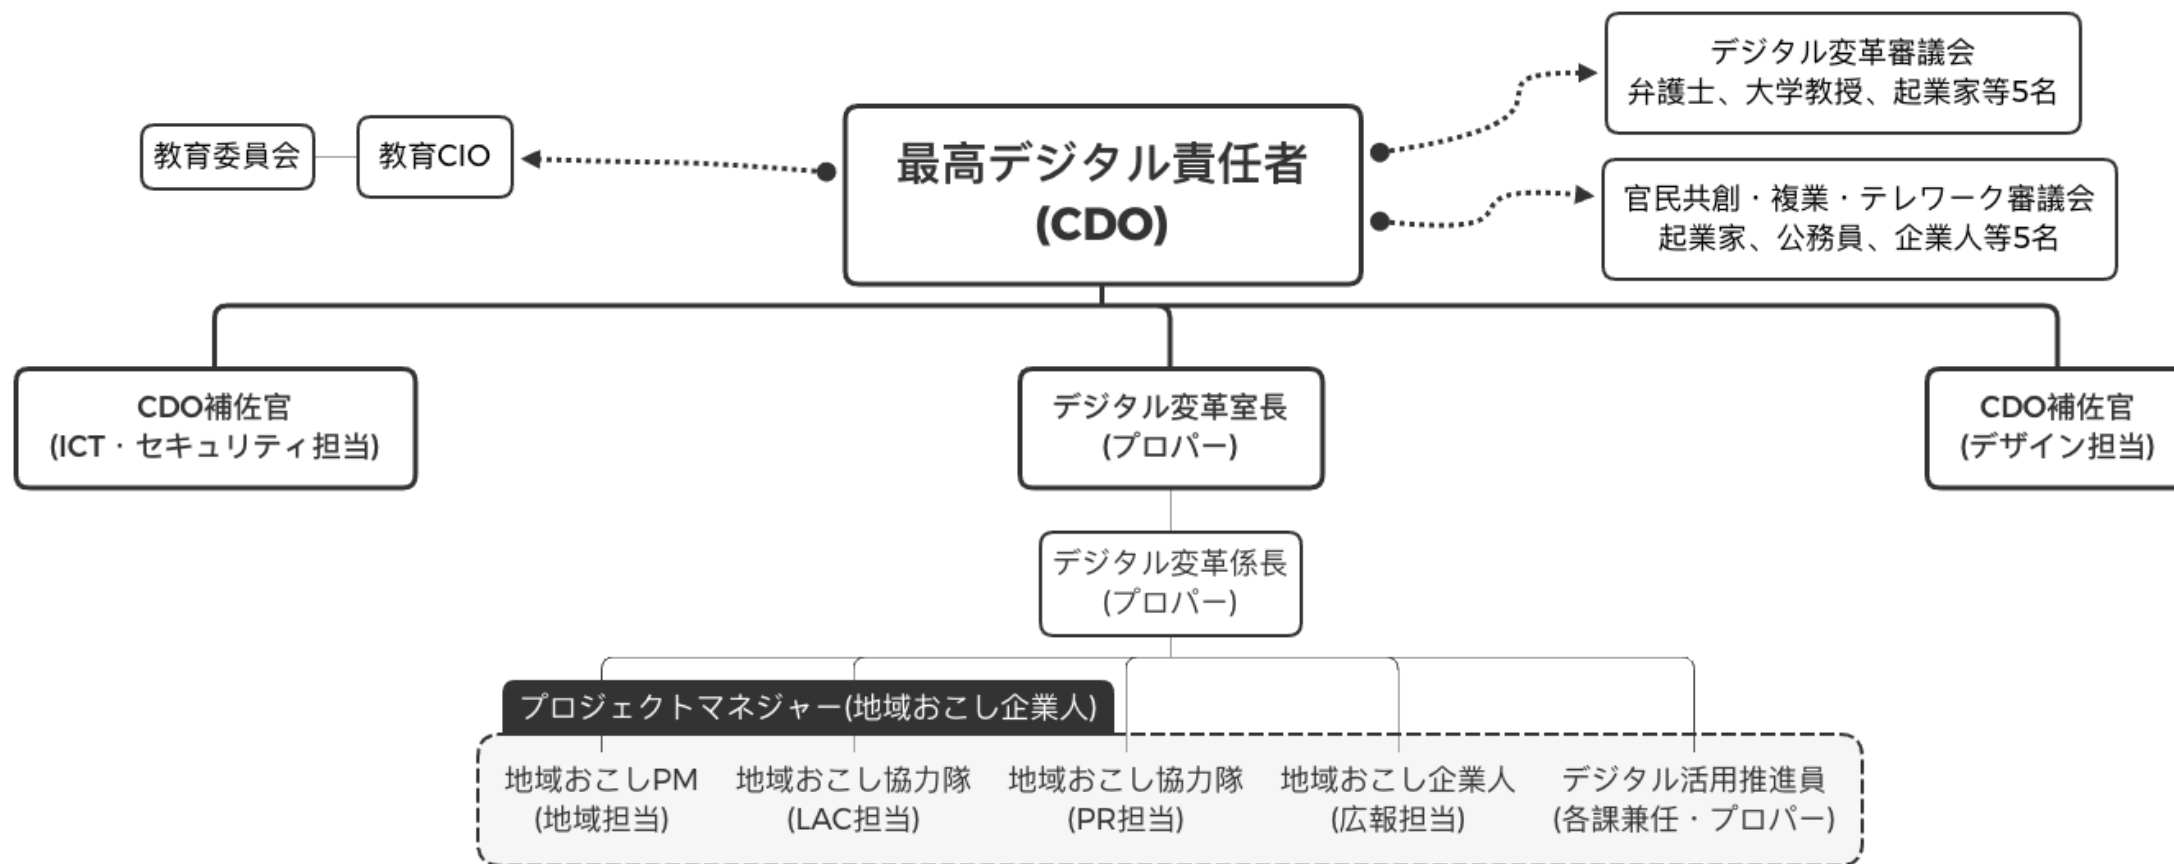 デジタル変革審議会
弁護士、大学教授、起業家等5名
教育委員会
教育CIO
最高デジタル責任者
(CDO)
官民共創・複業・テレワーク審議会
起業家、公務員、企業人等5名
CDO補佐官
(ICT・セキュリティ担当)
デジタル変革室長
(プロパー)
CDO補佐官
(デザイン担当)
デジタル変革係長
(プロパー)
プロジェクトマネジャー(地域おこし企業人)
地域おこしPM
(地域担当)
地域おこし協力隊
(LAC担当)
地域おこし協力隊
(PR担当)
地域おこし企業人
(広報担当)
デジタル活用推進員
(各課兼任・プロパー)